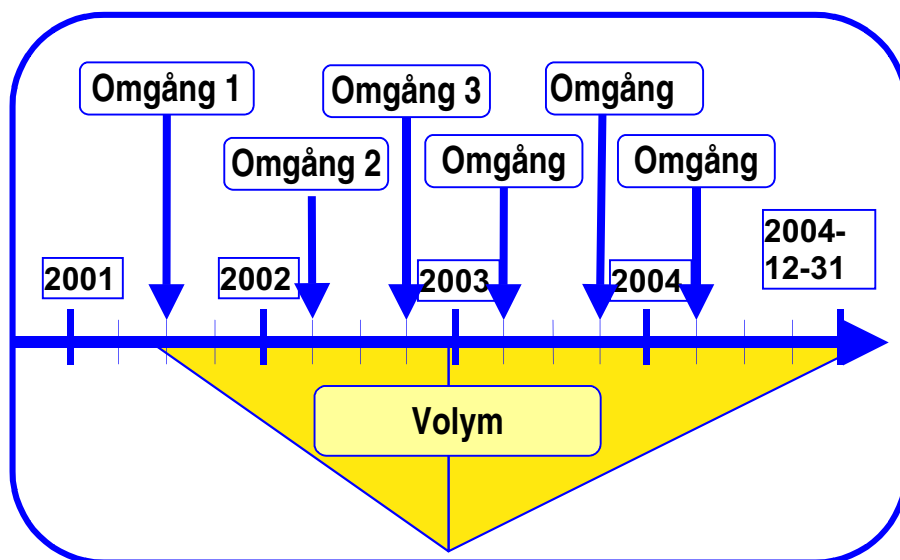 Omgång 1
Omgång 3
Omgång
Omgång 2
Omgång
Omgång
2001
2002
2003
2004
2004-
12-31
Volym